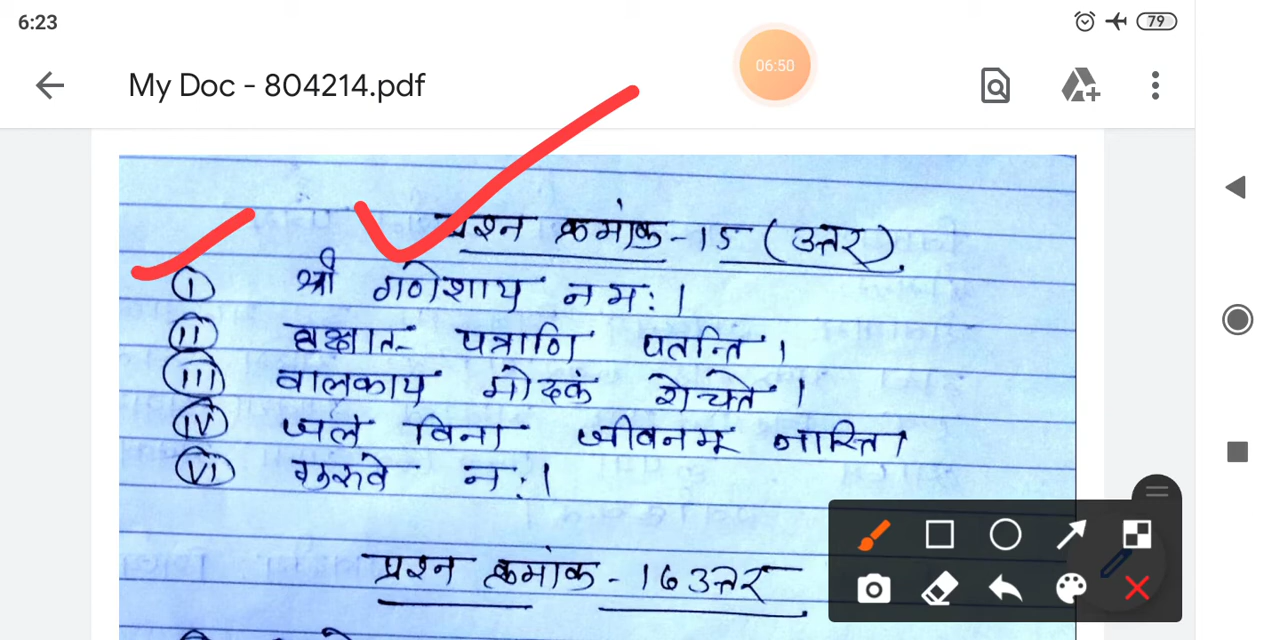 6:23
79
06:50
My Doc - 804214.pdf
प्रश्न क्रमांक - 15 (उत्तर)
(I) श्री गणेशाय नमः ।
(II) व्रक्षात पत्राणि पतन्ति ।
(III) बालकाय मोदकं रोचते ।
(IV) जलं विना जीवनम् नास्ति ।
(VI) गुरुवे न: ।
प्रश्न क्रमांक - 16 उत्तर